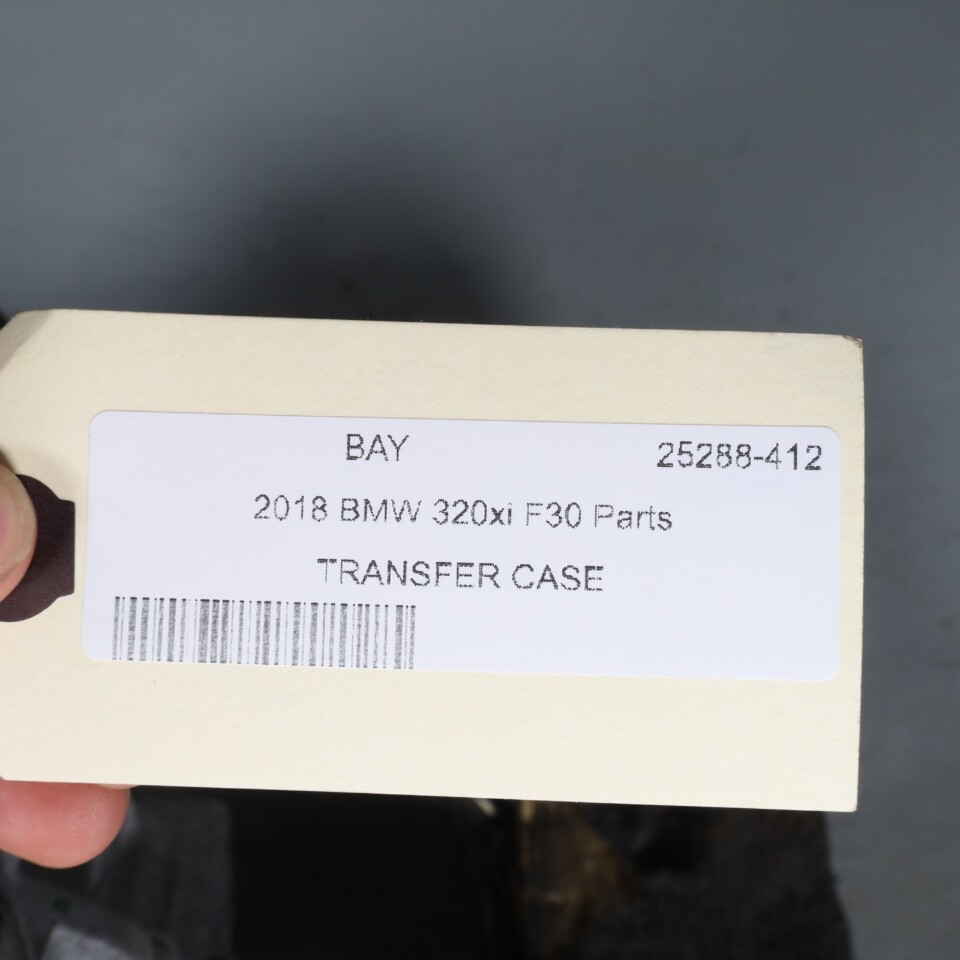 BAY 25288-412
2018 BMW 320xi F30 Parts
TRANSFER CASE